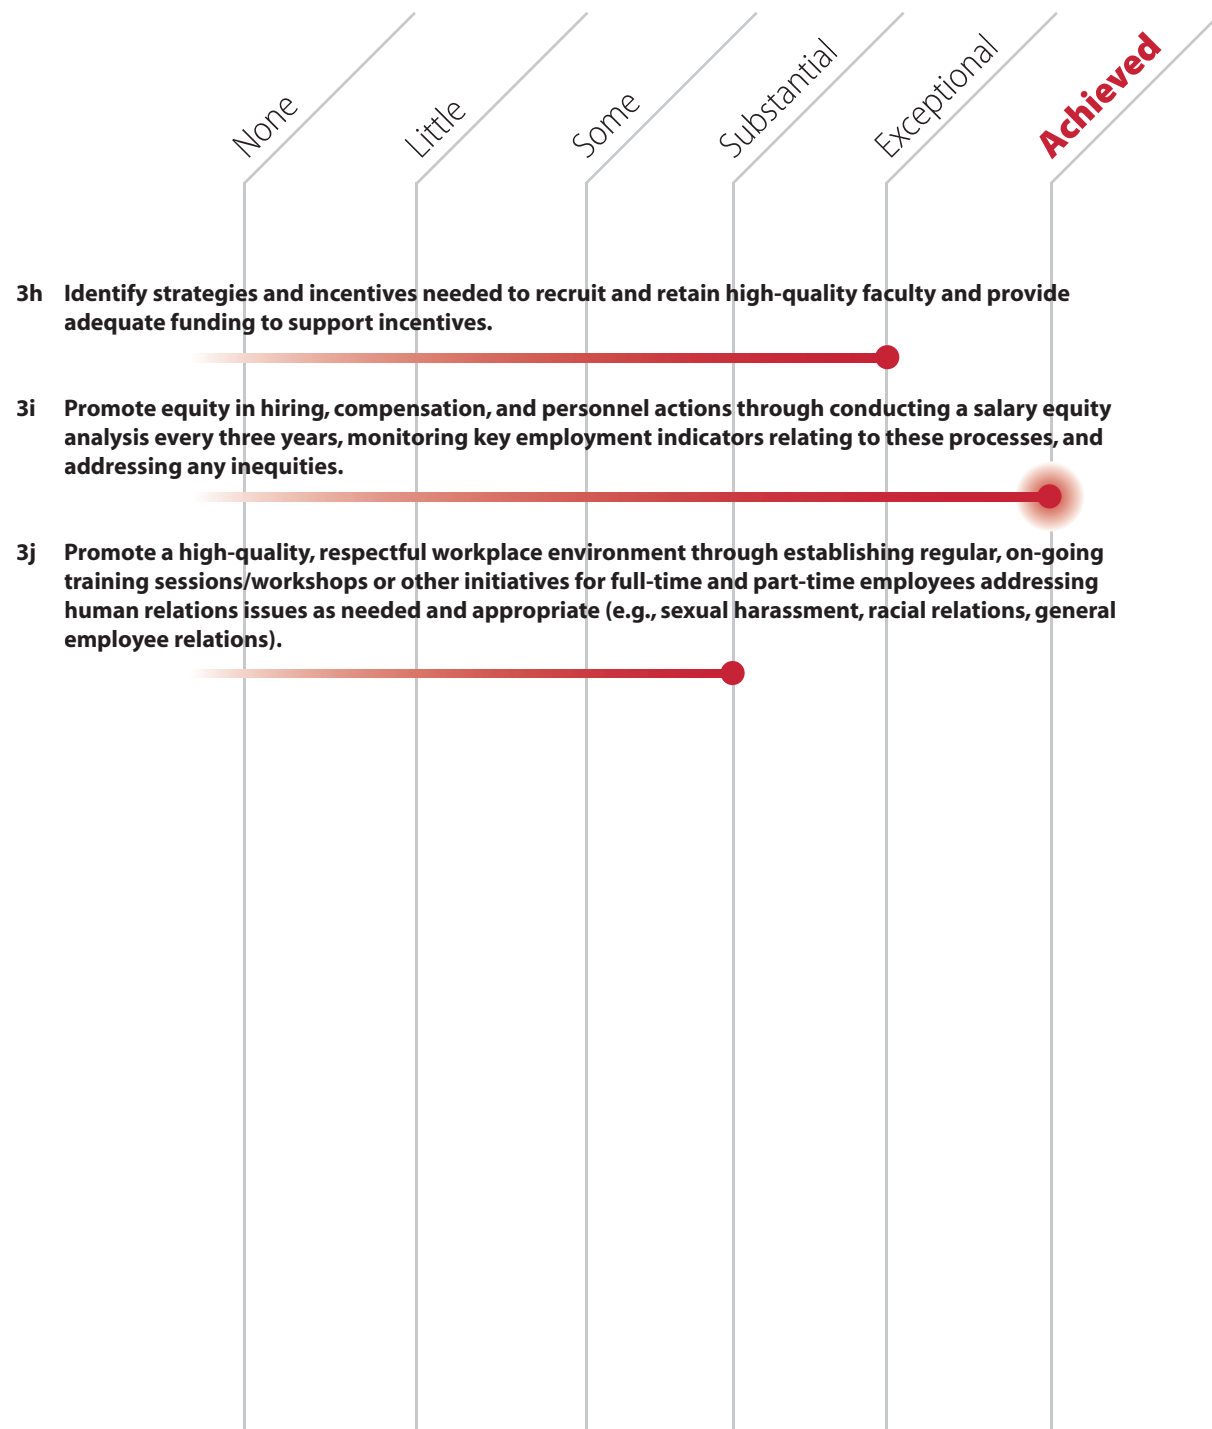 None
Little
Some
Substantial
Exceptional
Achieved
3h Identify strategies and incentives needed to recruit and retain high-quality faculty and provide
adequate funding to support incentives.
3i Promote equity in hiring, compensation, and personnel actions through conducting a salary equity
analysis every three years, monitoring key employment indicators relating to these processes, and
addressing any inequities.
3j Promote a high-quality, respectful workplace environment through establishing regular, on-going
training sessions/workshops or other initiatives for full-time and part-time employees addressing
human relations issues as needed and appropriate (e.g., sexual harassment, racial relations, general
employee relations).